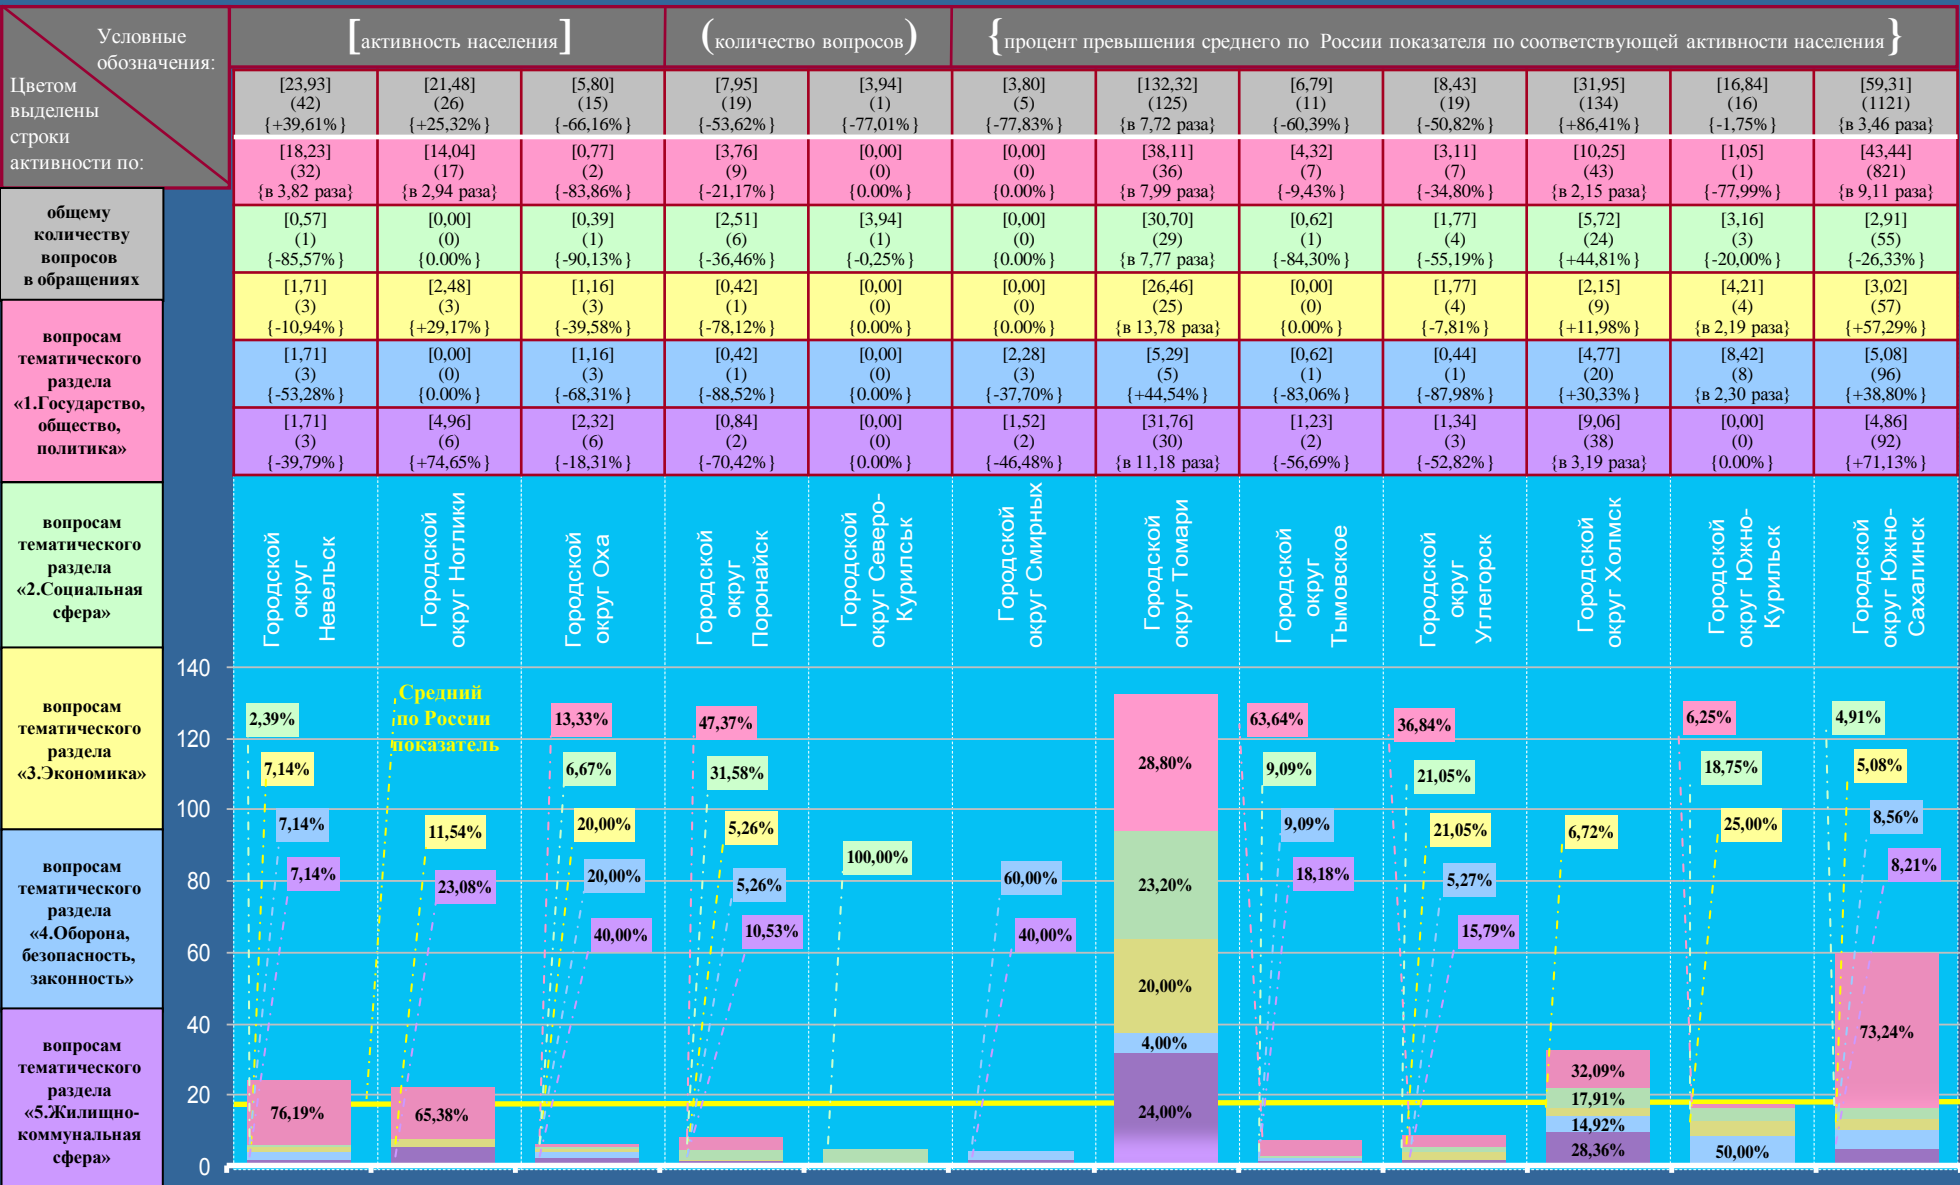 Условные
обозначения:
Цветом
выделены
строки
активности по:
[активность населения]
(количество вопросов)
{процент превышения среднего по России показателя по соответствующей активности населения}
[23,93] [21,48] [5,80] [7,95] [3,94] [3,80] [132,32] [6,79] [8,43] [31,95] [16,84] [59,31]
(42) (26) (15) (19) (1) (5) (125) (11) (19) (134) (16) (1121)
{+39,61%} {+25,32%} {-66,16%} {-53,62%} {-77,01%} {-77,83%} {в 7,72 раза} {-60,39%} {-50,82%} {+86,41%} {-1,75%} {в 3,46 раза}
[18,23] [14,04] [0,77] [3,76] [0,00] [0,00] [38,11] [4,32] [3,11] [10,25] [1,05] [43,44]
(32) (17) (2) (9) (0) (0) (36) (7) (7) (43) (1) (821)
{в 3,82 раза} {в 2,94 раза} {-83,86%} {-21,17%} {0.00%} {0.00%} {в 7,99 раза} {-9,43%} {-34,80%} {в 2,15 раза} {-77,99%} {в 9,11 раза}
[0,57] [0,00] [0,39] [2,51] [3,94] [0,00] [30,70] [0,62] [1,77] [5,72] [3,16] [2,91]
(1) (0) (1) (6) (1) (0) (29) (1) (4) (24) (3) (55)
{-85,57%} {0.00%} {-90,13%} {-36,46%} {-0,25%} {0.00%} {в 7,77 раза} {-84,30%} {-55,19%} {+44,81%} {-20,00%} {-26,33%}
[1,71] [2,48] [1,16] [0,42] [0,00] [0,00] [26,46] [0,00] [1,77] [2,15] [4,21] [3,02]
(3) (3) (3) (1) (0) (0) (25) (0) (4) (9) (4) (57)
{-10,94%} {+29,17%} {-39,58%} {-78,12%} {0.00%} {0.00%} {в 13,78 раза} {0.00%} {-7,81%} {+11,98%} {в 2,19 раза} {+57,29%}
[1,71] [0,00] [1,16] [0,42] [0,00] [2,28] [5,29] [0,62] [0,44] [4,77] [8,42] [5,08]
(3) (0) (3) (1) (0) (3) (5) (1) (1) (20) (8) (96)
{-53,28%} {0.00%} {-68,31%} {-88,52%} {0.00%} {-37,70%} {+44,54%} {-83,06%} {-87,98%} {+30,33%} {в 2,30 раза} {+38,80%}
[1,71] [4,96] [2,32] [0,84] [0,00] [1,52] [31,76] [1,23] [1,34] [9,06] [0,00] [4,86]
(3) (6) (6) (2) (0) (2) (30) (2) (3) (38) (0) (92)
{-39,79%} {+74,65%} {-18,31%} {-70,42%} {0.00%} {-46,48%} {в 11,18 раза} {-56,69%} {-52,82%} {в 3,19 раза} {0.00%} {+71,13%}
общему
количеству
вопросов
в обращениях
вопросам
тематического
раздела
«1.Государство,
общество,
политика»
вопросам
тематического
раздела
«2.Социальная
сфера»
вопросам
тематического
раздела
«3.Экономика»
вопросам
тематического
раздела
«4.Оборона,
безопасность,
законность»
вопросам
тематического
раздела
«5.Жилищно-
коммунальная
сфера»
Городской
округ
Невельск
Городской
округ Ноглики
Городской
округ Оха
Городской
округ
Поронайск
Городской
округ Северо-
Курилськ
Городской
округ Смирных
Городской
округ Томари
Городской
округ
Тымовское
Городской
округ
Углегорск
Городской
округ Холмск
Городской
округ Южно-
Курильск
Городской
округ Южно-
Сахалинск
140
120
100
80
60
40
20
0
Средний
по России
показатель
2,39%
7,14%
7,14%
7,14%
76,19%
11,54%
23,08%
65,38%
13,33%
6,67%
20,00%
20,00%
40,00%
47,37%
31,58%
5,26%
5,26%
10,53%
100,00%
60,00%
40,00%
28,80%
23,20%
20,00%
4,00%
24,00%
63,64%
9,09%
9,09%
18,18%
36,84%
21,05%
21,05%
5,27%
15,79%
6,72%
32,09%
17,91%
14,92%
28,36%
6,25%
18,75%
25,00%
50,00%
4,91%
5,08%
8,56%
8,21%
73,24%